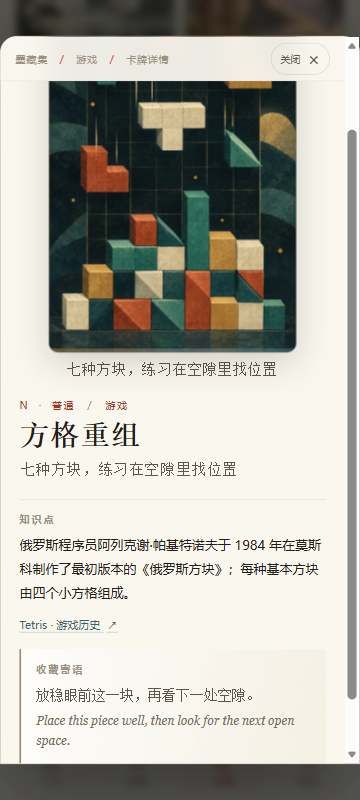 墨藏集 / 游戏 / 卡牌详情
关闭 ×
七种方块，练习在空隙里找位置
N · 普通 / 游戏
方格重组
七种方块，练习在空隙里找位置
知识点
俄罗斯程序员阿列克谢·帕基特诺夫于 1984 年在莫斯
科制作了最初版本的《俄罗斯方块》；每种基本方块
由四个小方格组成。
Tetris · 游戏历史 ↗
收藏寄语
放稳眼前这一块，再看下一处空隙。
Place this piece well, then look for the next open
space.